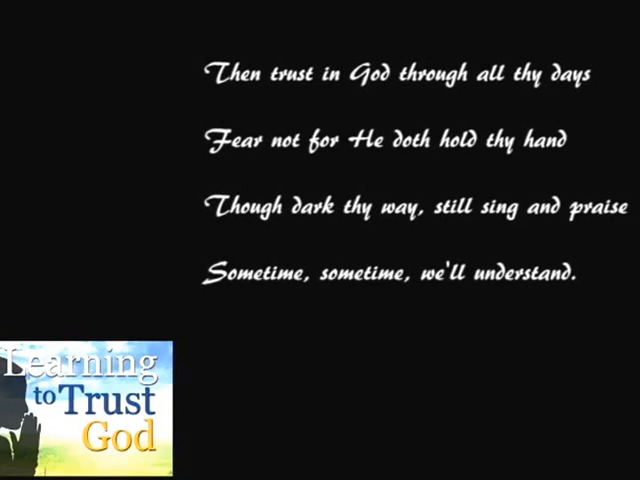 Then trust in God through all thy days
Fear not for He doth hold thy hand
Though dark thy way, still sing and praise
Sometime, sometime, we'll understand.
Learning
to Trust
God